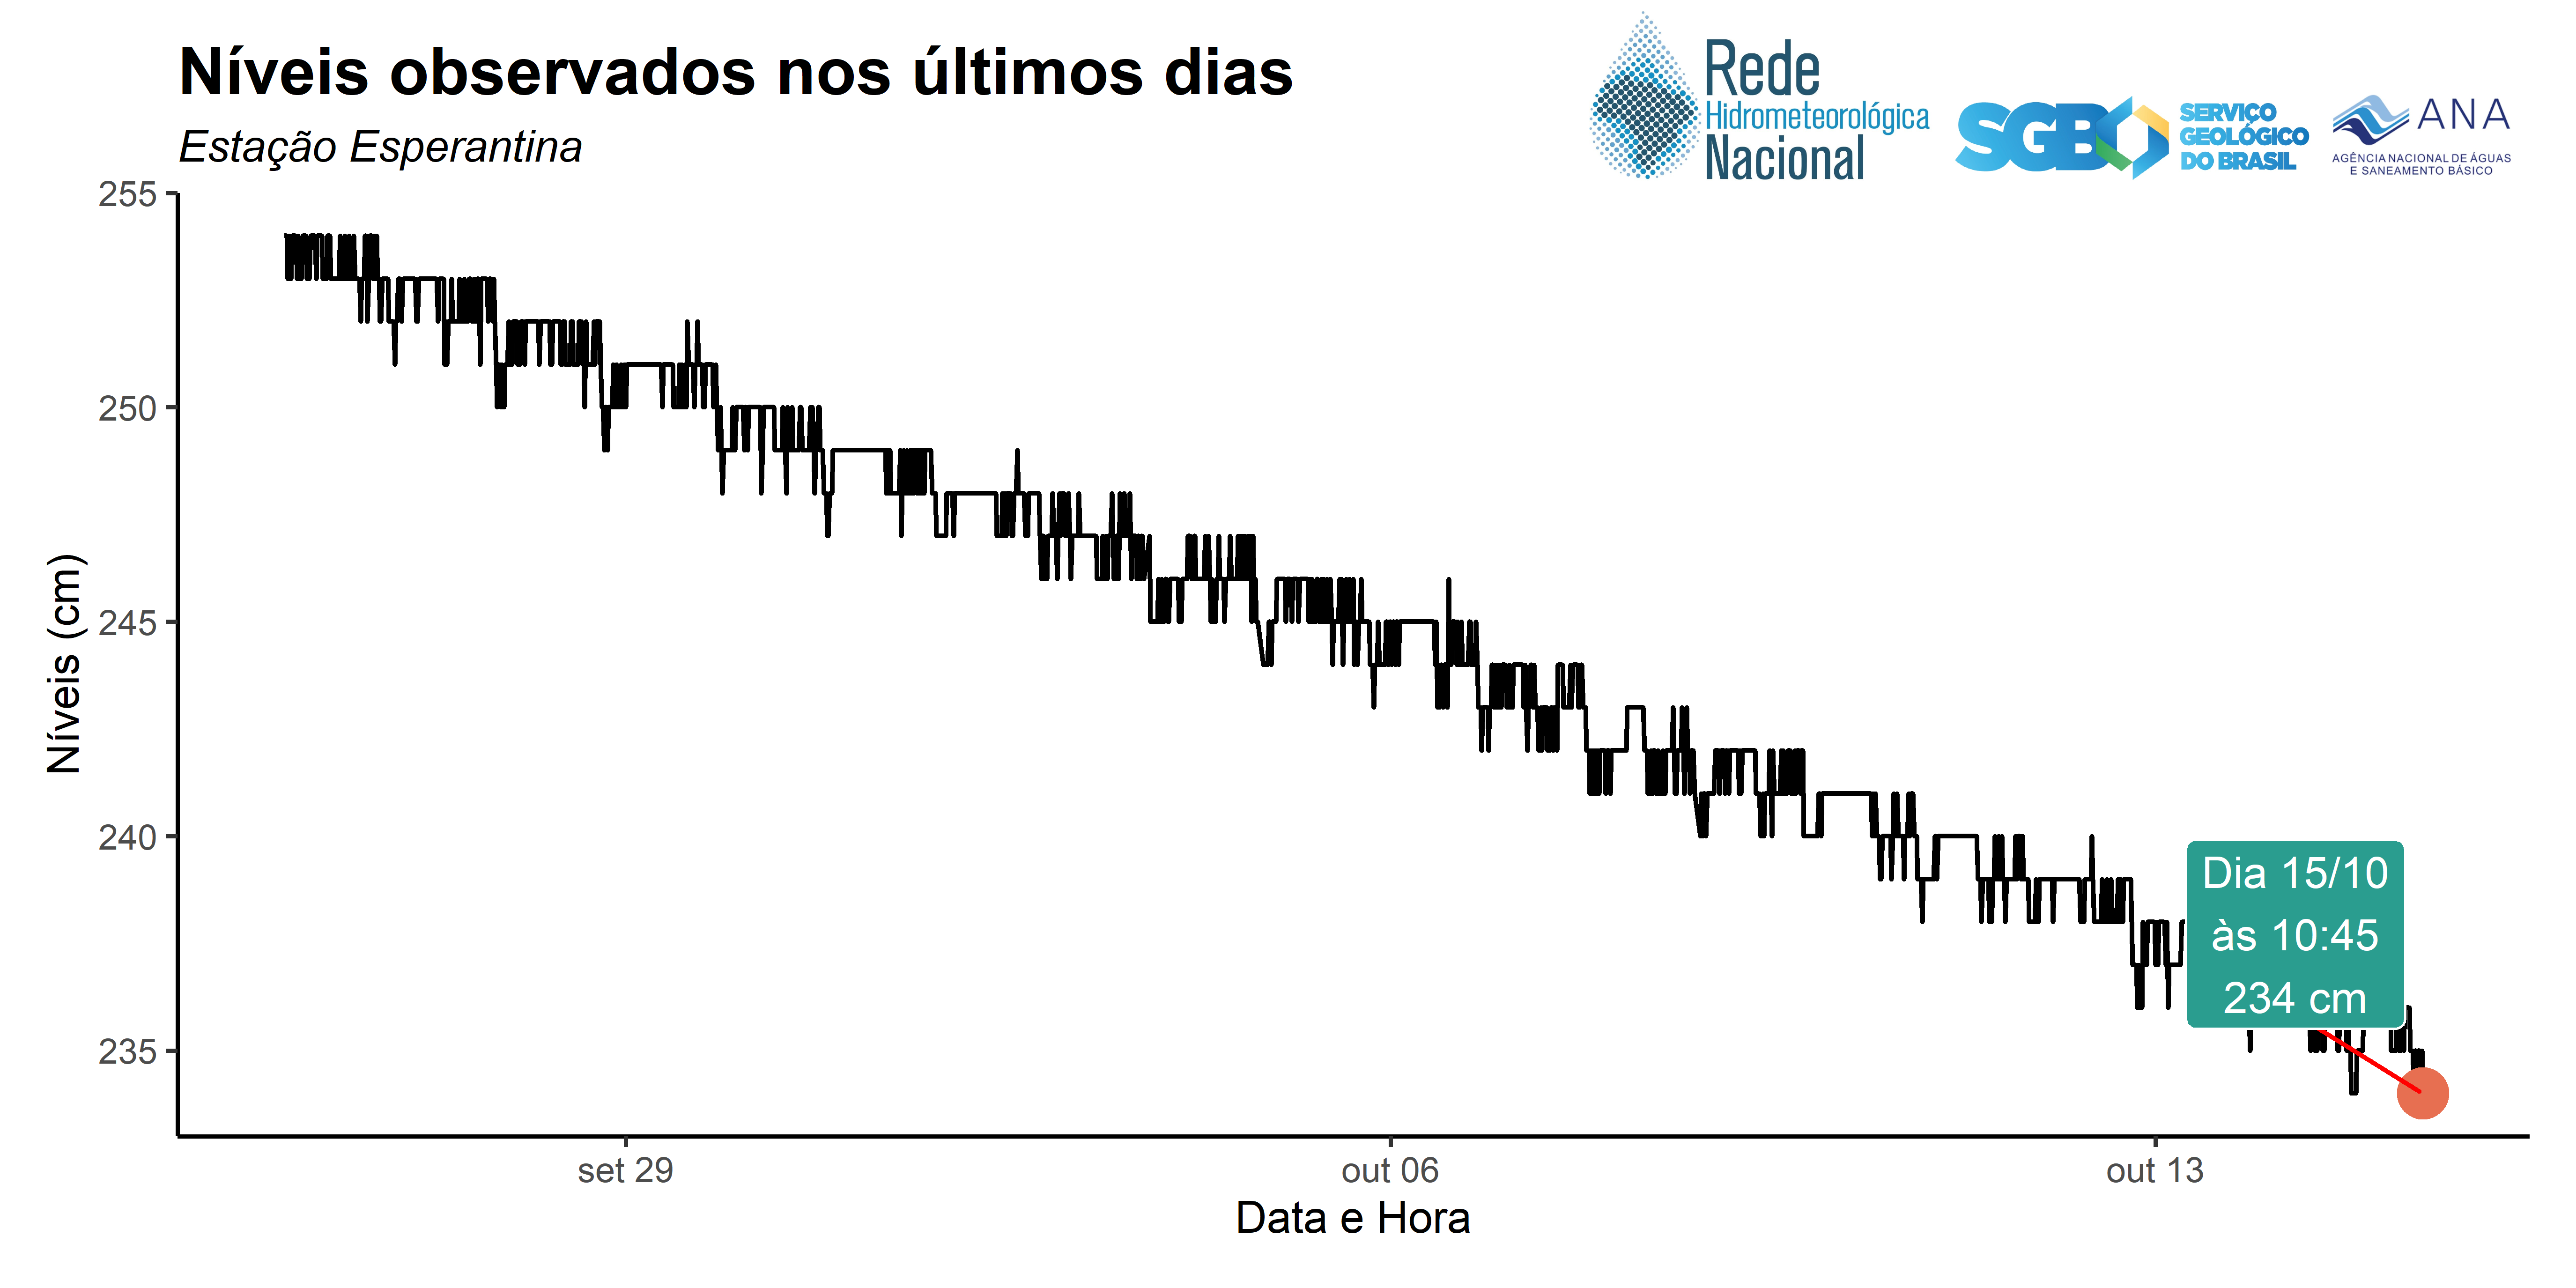 Níveis observados nos últimos dias
Estação Esperantina
Rede
Hidrometeorológica
Nacional
SGB
SERVIÇO
GEOLÓGICO
DO BRASIL
ANA
AGÊNCIA NACIONAL DE ÁGUAS
E SANEAMENTO BÁSICO
Níveis (cm)
255
250
245
240
235
Dia 15/10
às 10:45
234 cm
set 29
out 06
out 13
Data e Hora